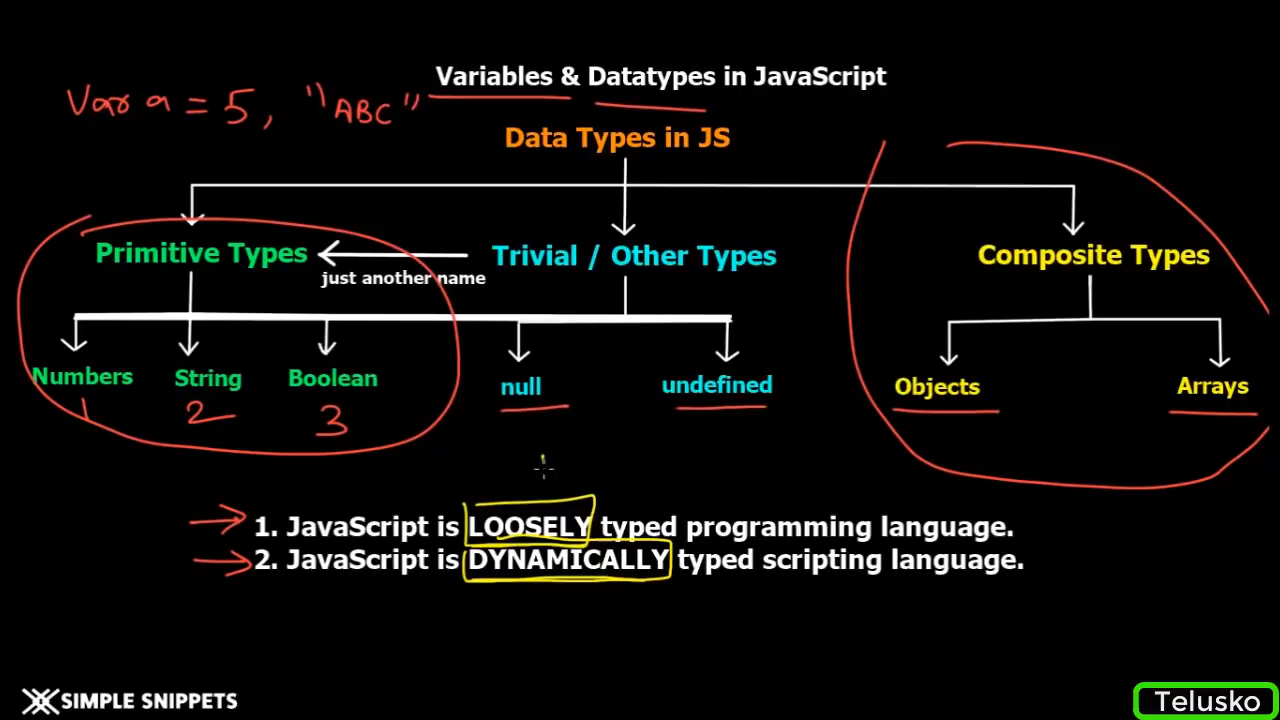 Variables & Datatypes in JavaScript
Var a = 5, "ABC"
Data Types in JS
Primitive Types
just another name
Trivial / Other Types
Composite Types
Numbers
String
Boolean
null
undefined
Objects
Arrays
1
2
3
1. JavaScript is LOOSELY typed programming language.
2. JavaScript is DYNAMICALLY typed scripting language.
SIMPLE SNIPPETS
Telusko